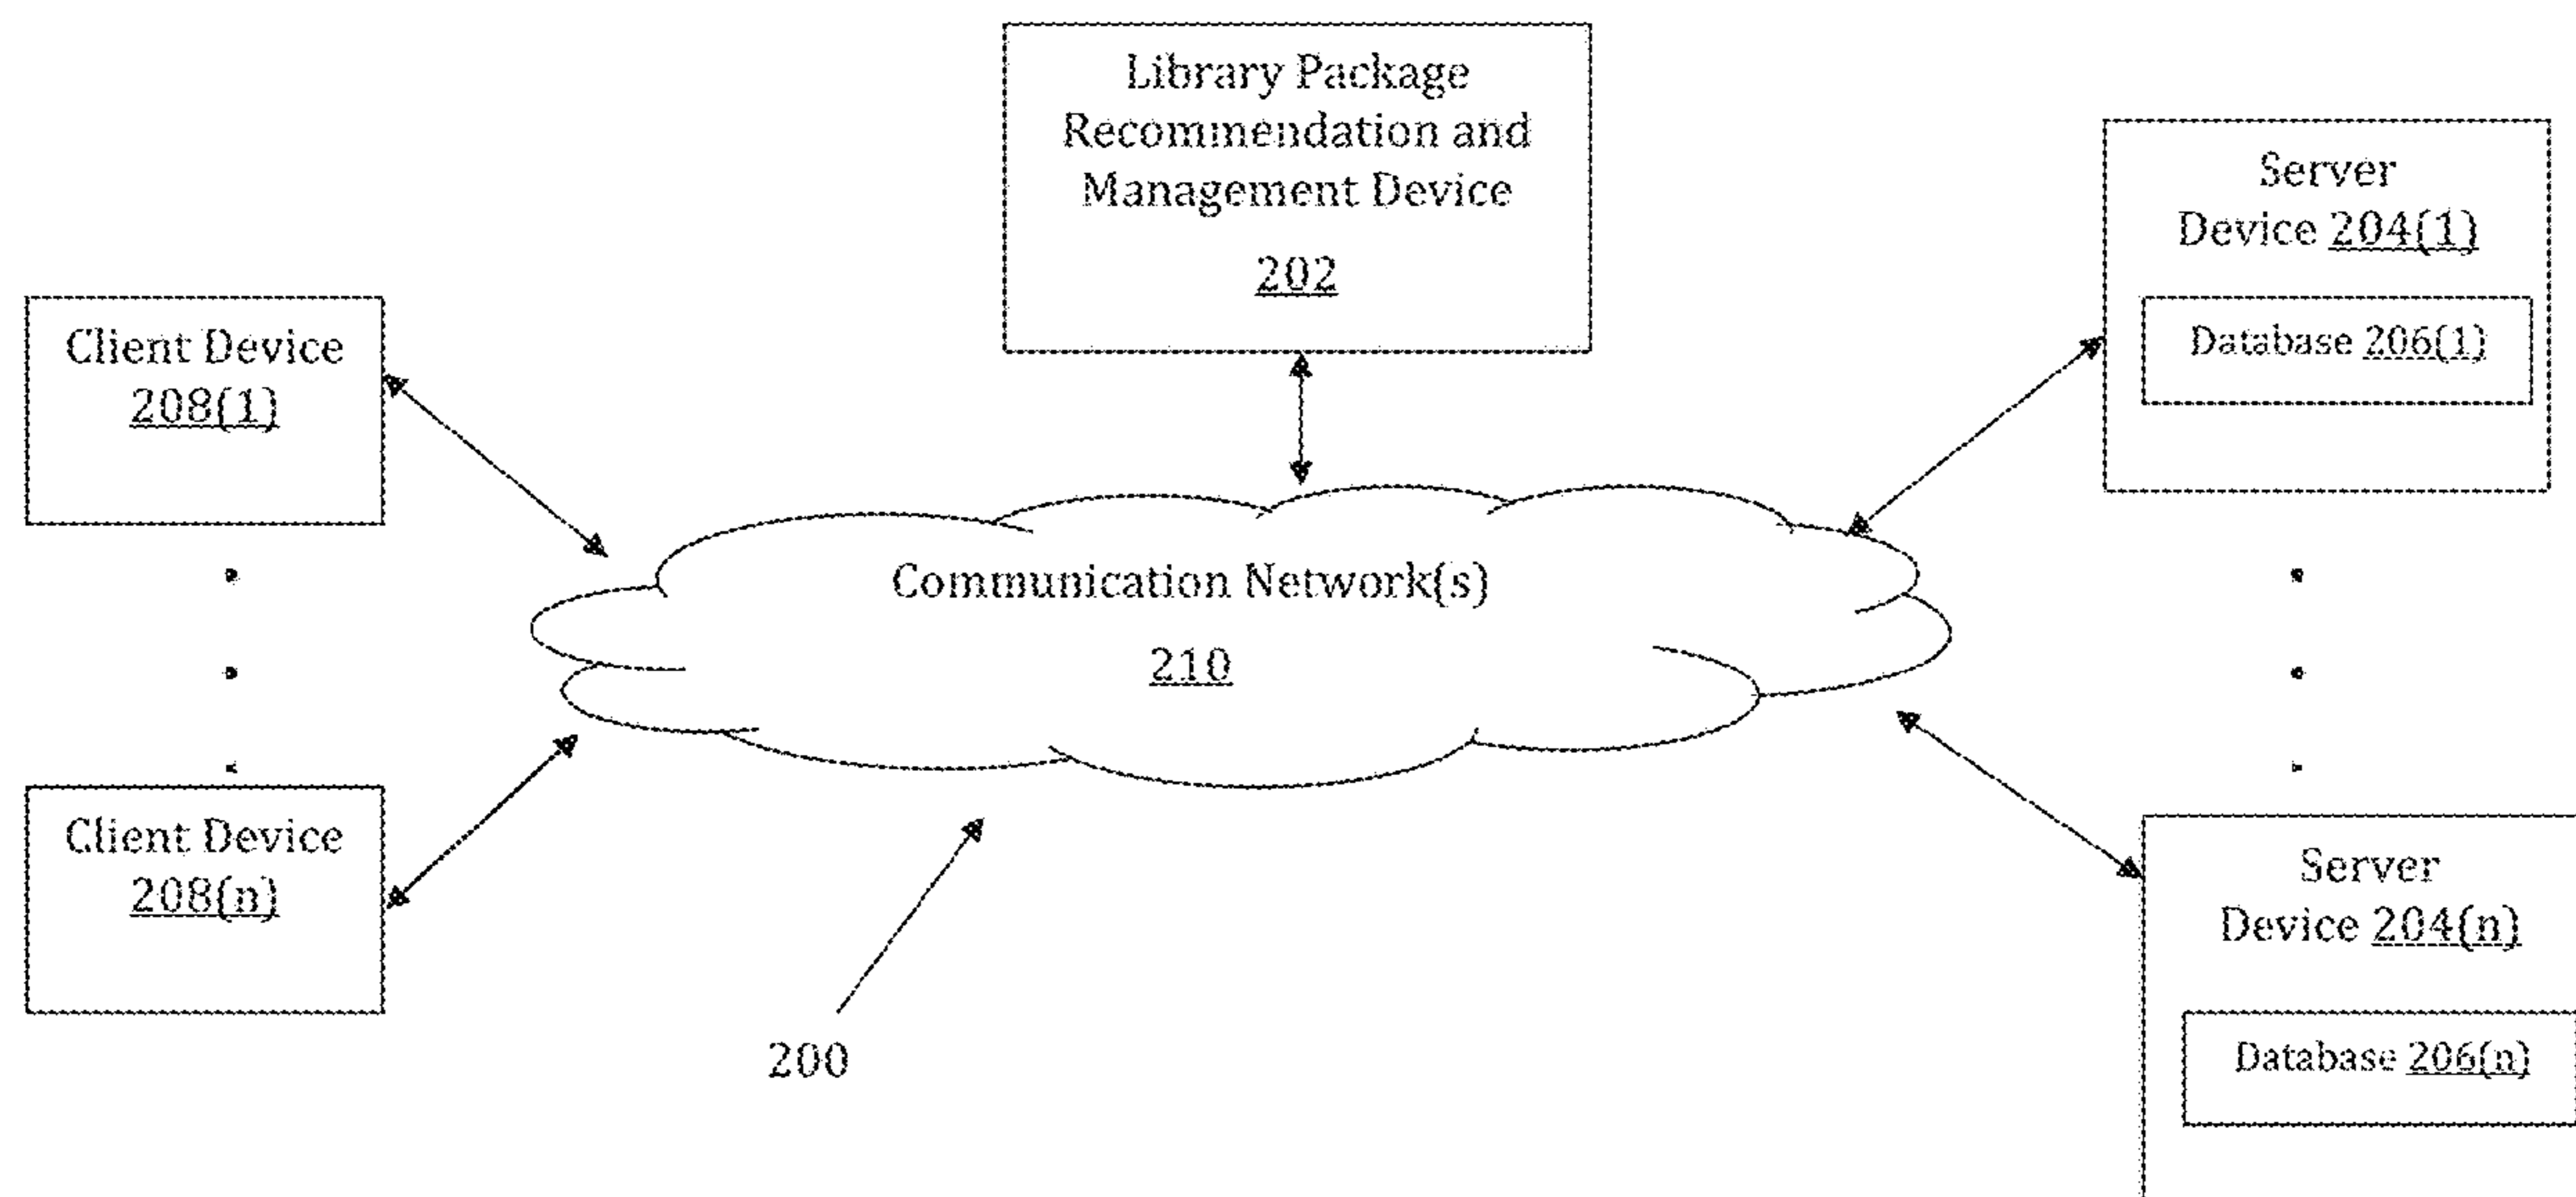 Library Package
Recommendation and
Management Device
202
Server
Device 204(1)
Database 206(1)
Client Device
208(1)
Communication Network(s)
210
Client Device
208(n)
Server
Device 204(n)
Database 206(n)
200